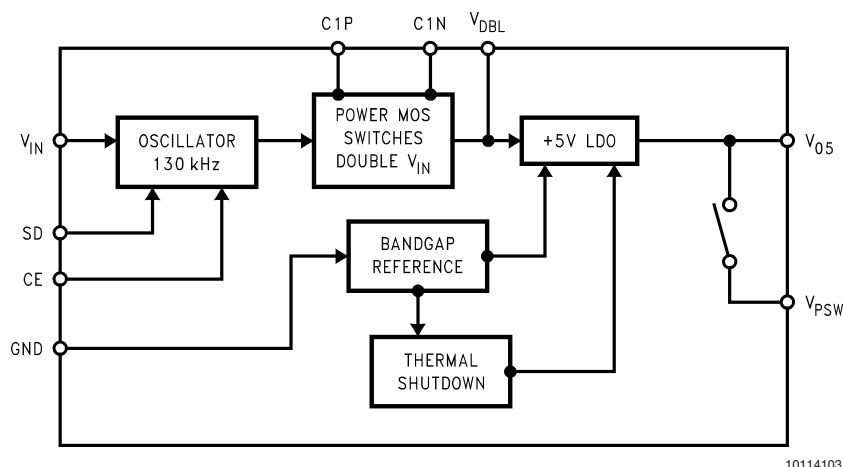 C1P
C1N
VDBL
VIN
OSCILLATOR
130 kHz
POWER MOS
SWITCHES
DOUBLE VIN
+5V LDO
V05
SD
CE
GND
BANDGAP
REFERENCE
VPSW
THERMAL
SHUTDOWN
10114103